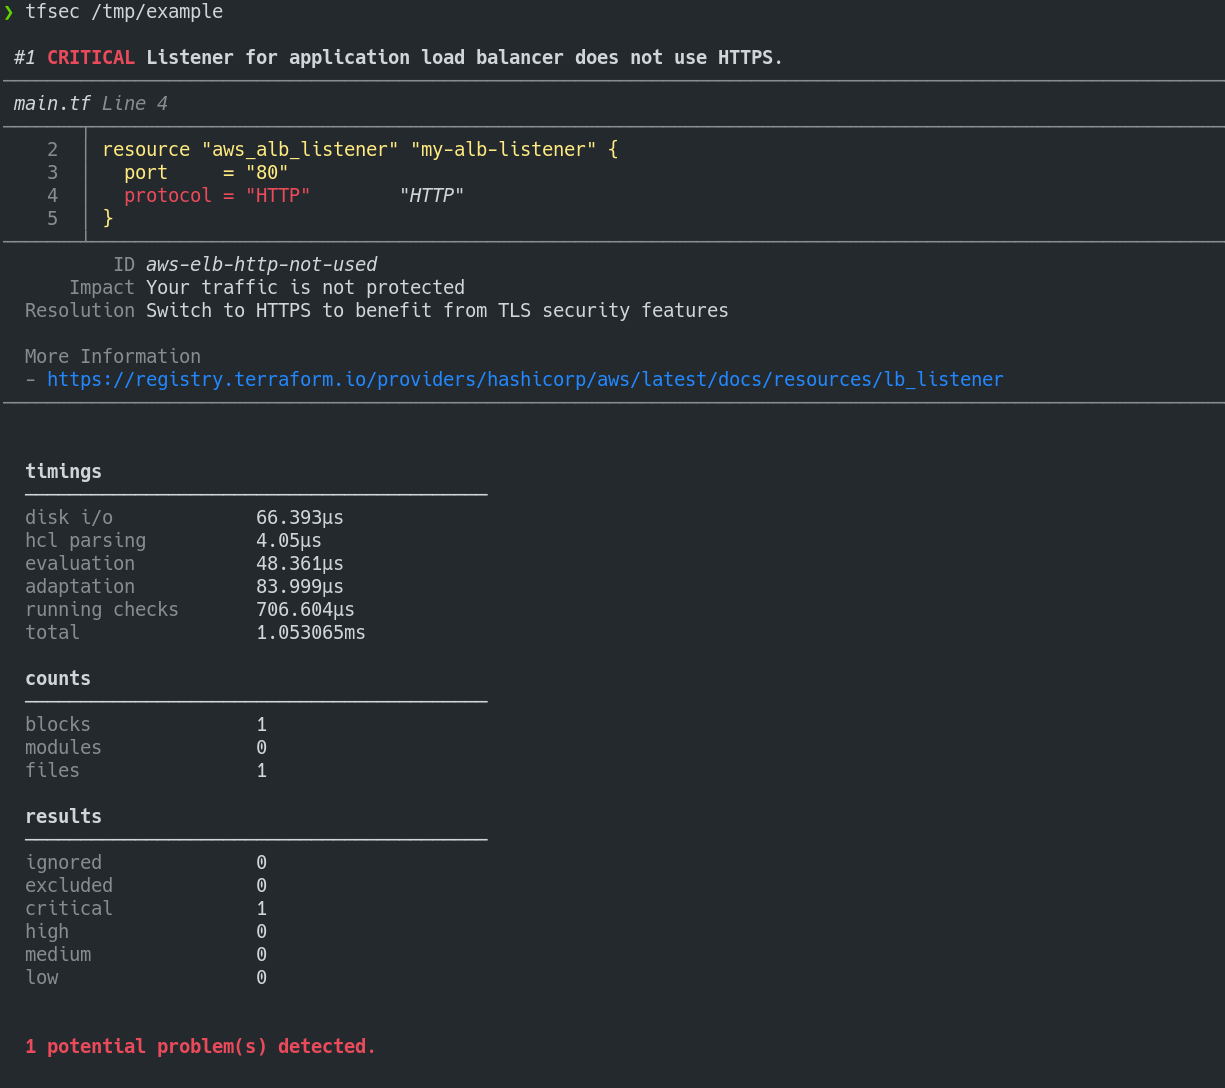 ❯ tfsec /tmp/example
#1 CRITICAL Listener for application load balancer does not use HTTPS.
main.tf Line 4
2 resource "aws_alb_listener" "my-alb-listener" {
3   port     = "80"
4   protocol = "HTTP"        "HTTP"
5 }
ID aws-elb-http-not-used
Impact Your traffic is not protected
Resolution Switch to HTTPS to benefit from TLS security features
More Information
- https://registry.terraform.io/providers/hashicorp/aws/latest/docs/resources/lb_listener
timings
disk i/o 66.393µs
hcl parsing 4.05µs
evaluation 48.361µs
adaptation 83.999µs
running checks 706.604µs
total 1.053065ms
counts
blocks 1
modules 0
files 1
results
ignored 0
excluded 0
critical 1
high 0
medium 0
low 0
1 potential problem(s) detected.